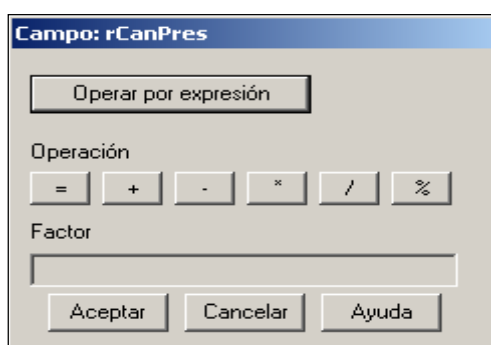 Campo: rCanPres
Operar por expresión
Operación
= + - * / %
Factor
Aceptar Cancelar Ayuda